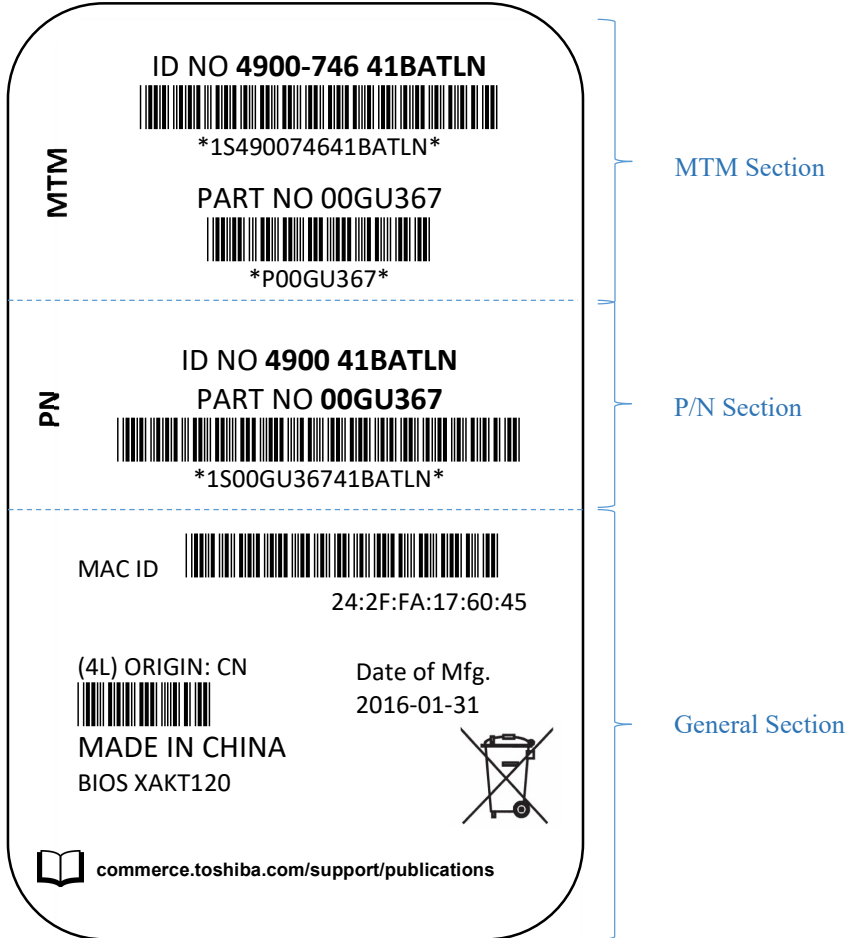 ID NO 4900-746 41BATLN
*1S490074641BATLN*
MTM
PART NO 00GU367
*P00GU367*
MTM Section
ID NO 4900 41BATLN
PART NO 00GU367
PN
*1S00GU36741BATLN*
P/N Section
MAC ID
24:2F:FA:17:60:45
(4L) ORIGIN: CN
Date of Mfg.
2016-01-31
MADE IN CHINA
BIOS XAKT120
General Section
commerce.toshiba.com/support/publications